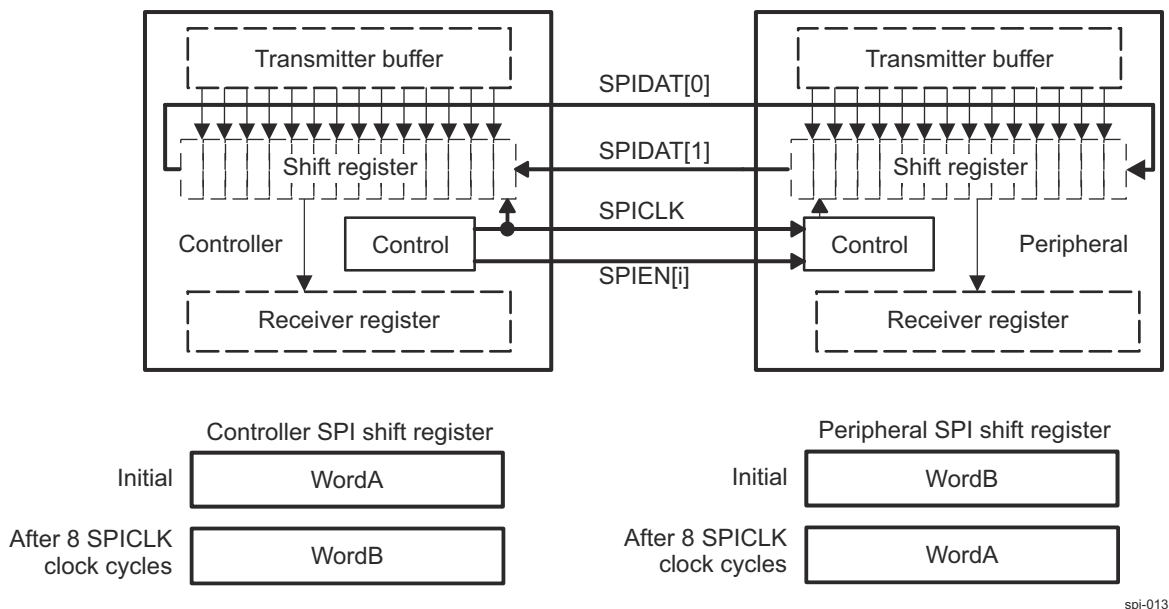 Transmitter buffer
SPIDAT[0]
Transmitter buffer
Shift register
SPIDAT[1]
Shift register
SPICLK
Controller
Control
Control
Peripheral
SPIEN[i]
Receiver register
Receiver register
Controller SPI shift register
Peripheral SPI shift register
Initial
WordA
Initial
WordB
After 8 SPICLK
clock cycles
WordB
After 8 SPICLK
clock cycles
WordA
spi-013